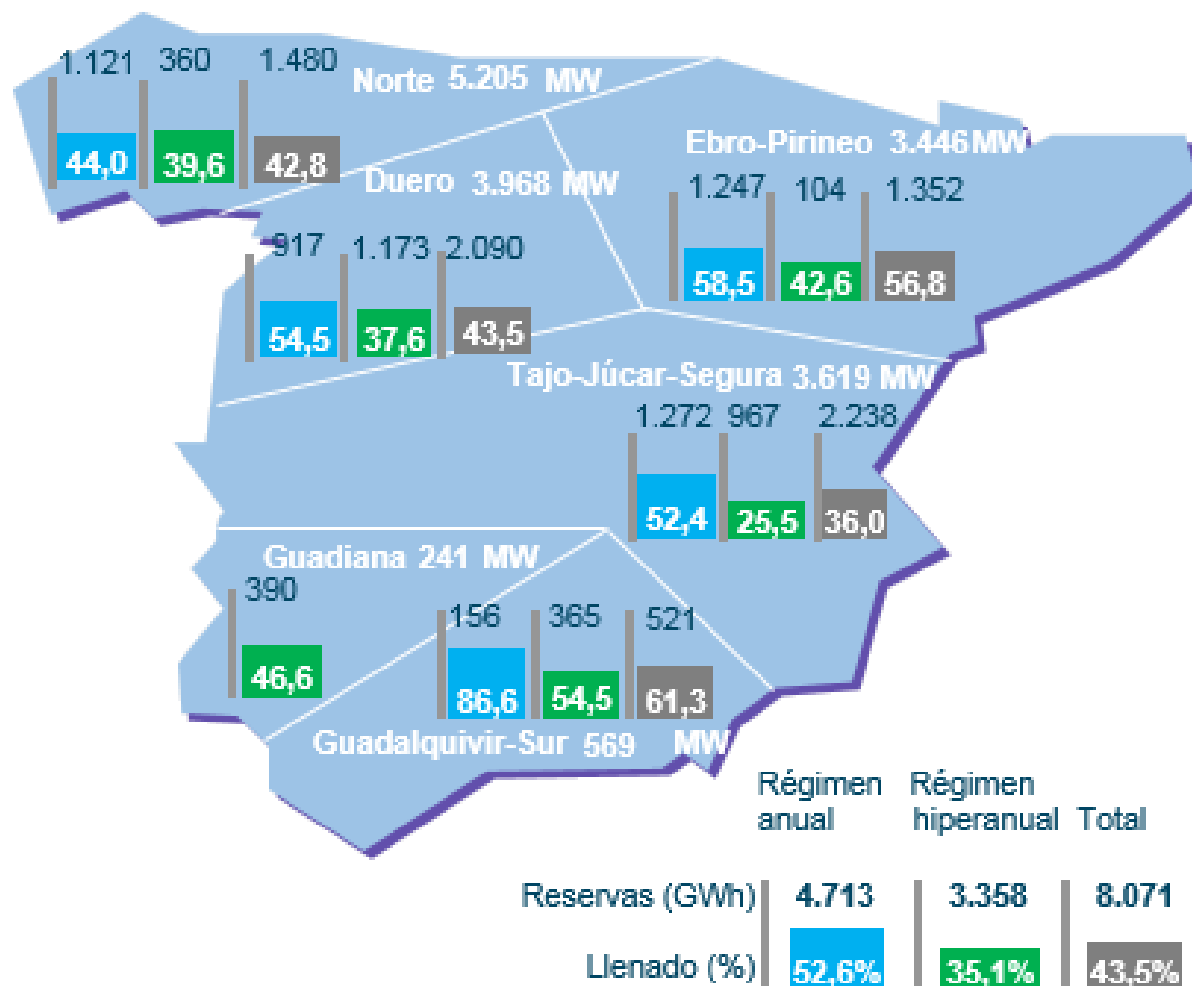 1.121 360 1.480
Norte 5.205 MW
44,0 39,6 42,8
Ebro-Pirineo 3.446 MW
Duero 3.968 MW
1.247 104 1.352
917 1.173 2.090
58,5 42,6 56,8
54,5 37,6 43,5
Tajo-Júcar-Segura 3.619 MW
1.272 967 2.238
52,4 25,5 36,0
Guadiana 241 MW
390
156 365 521
46,6
86,6 54,5 61,3
Guadalquivir-Sur 569 MW
Régimen Régimen
anual hiperanual Total
Reservas (GWh) 4.713 3.358 8.071
Llenado (%) 52,6% 35,1% 43,5%